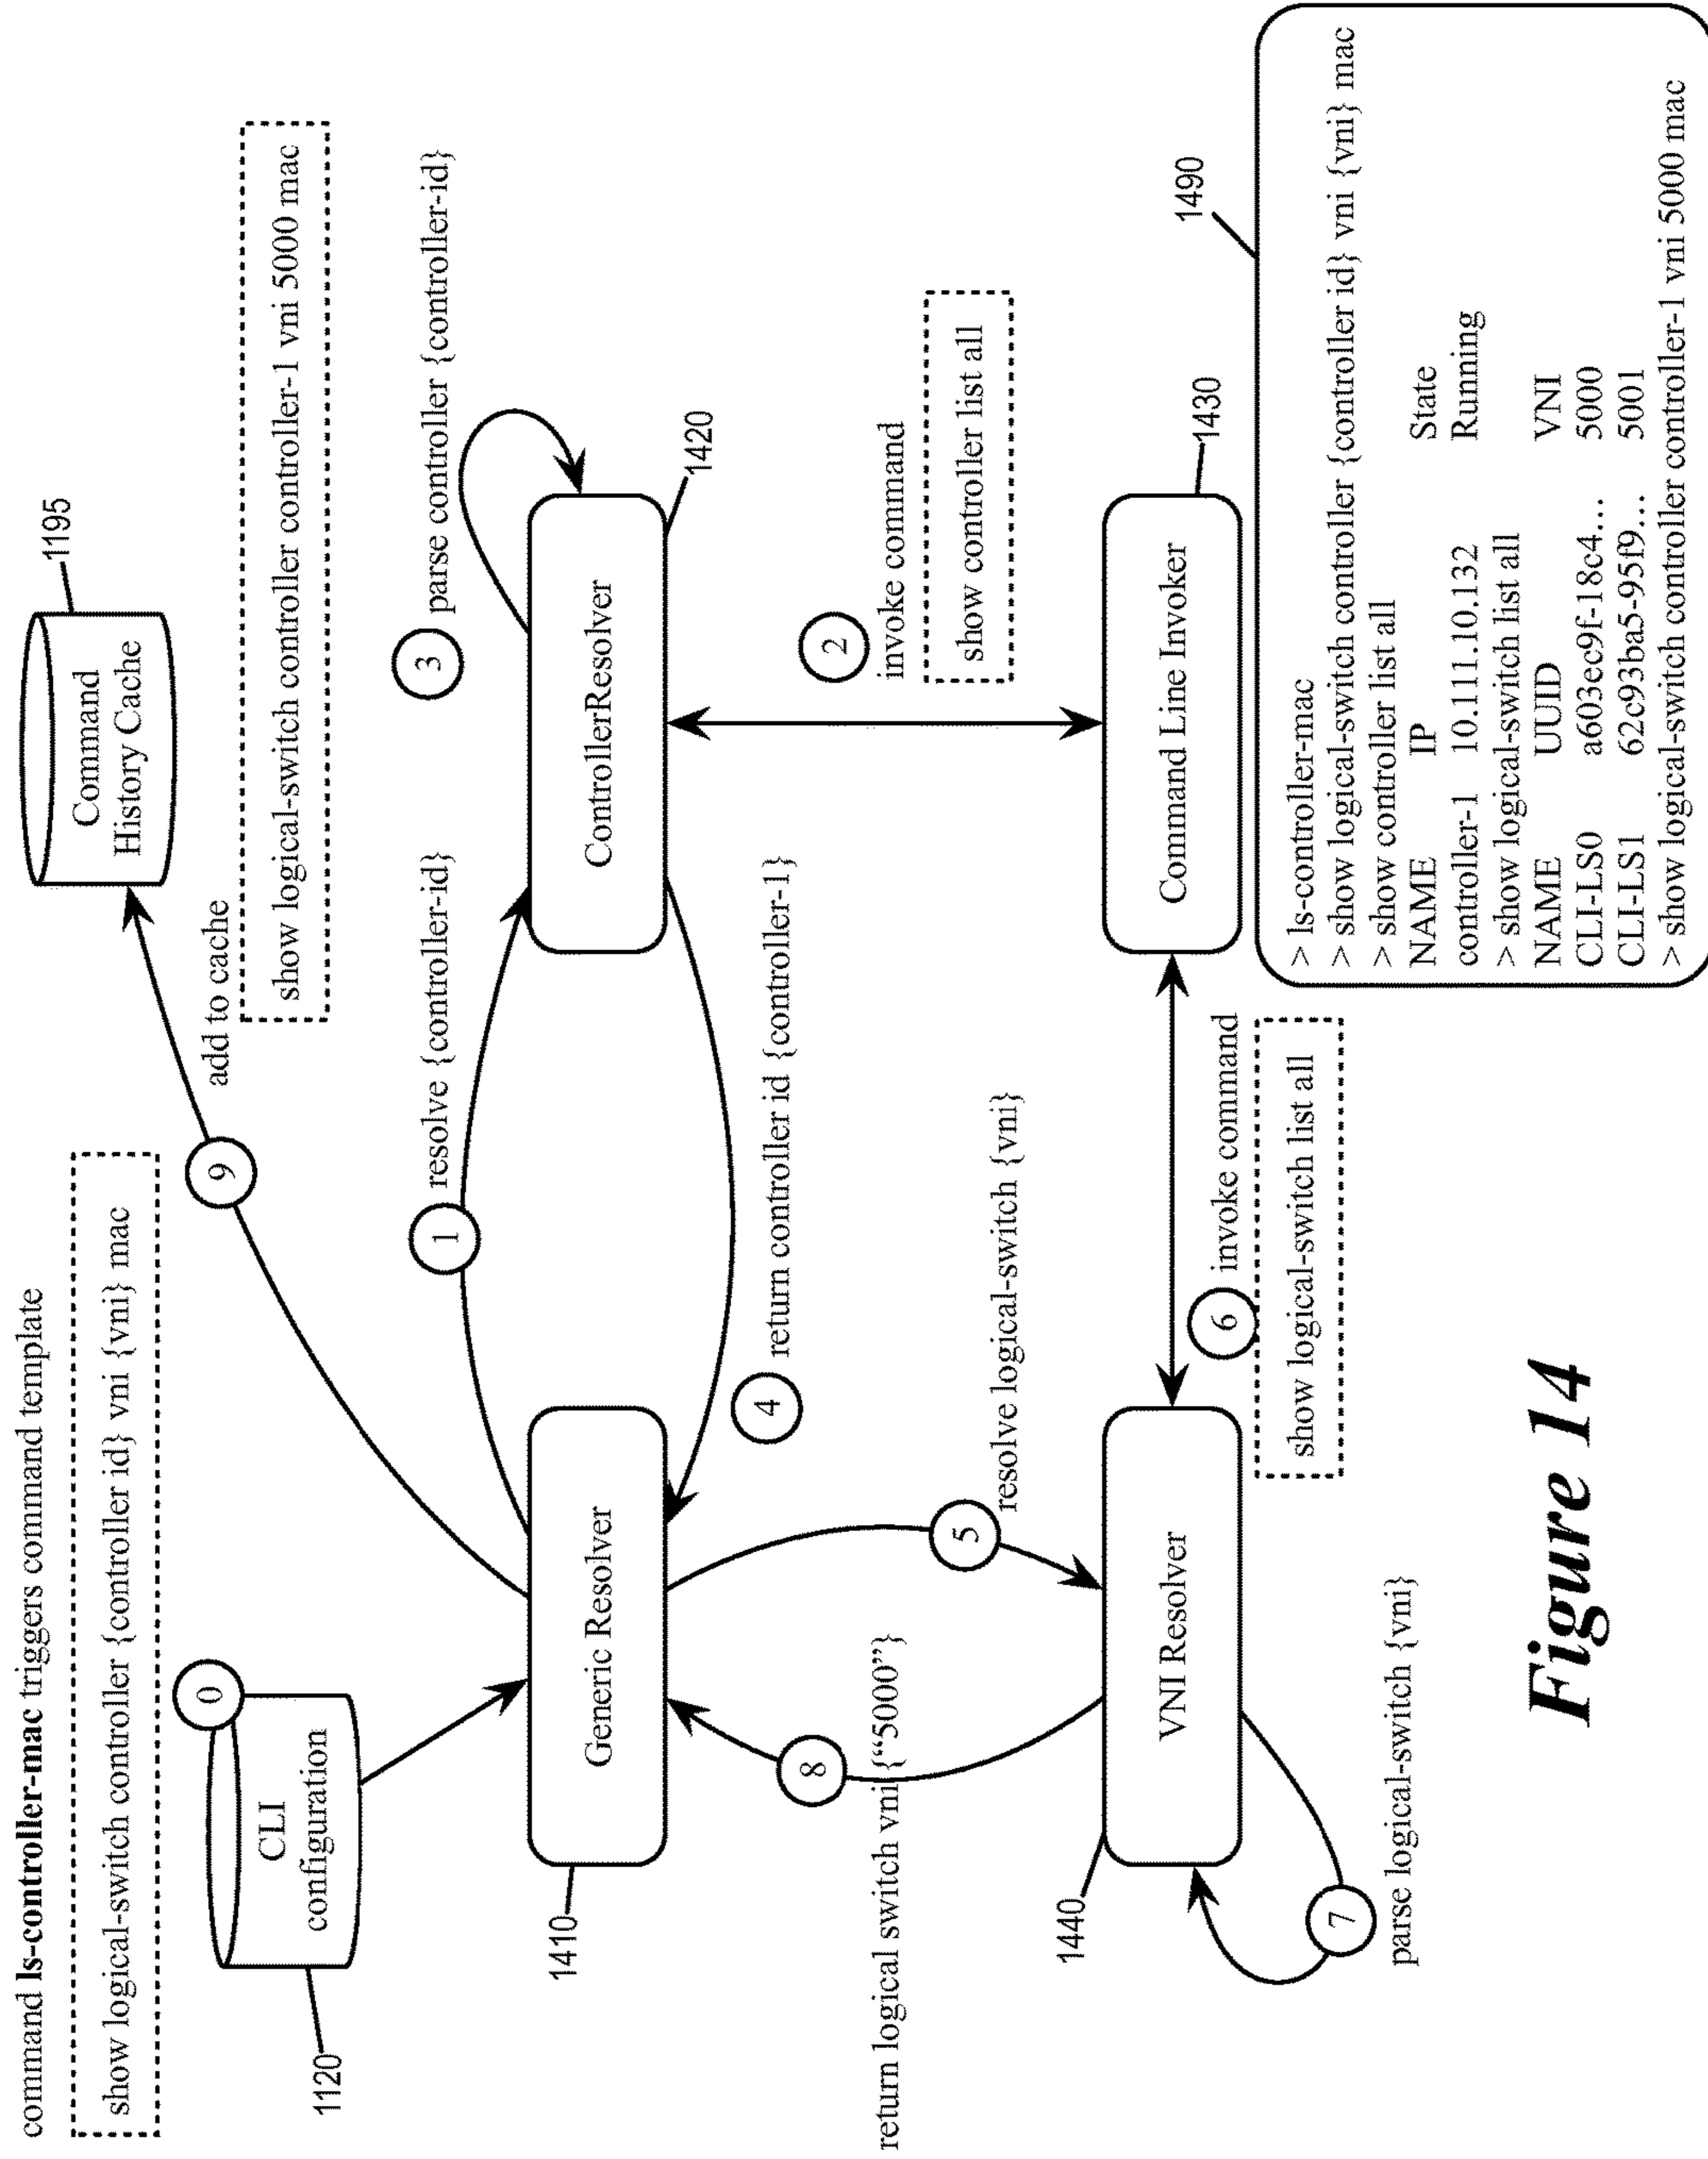 command ls-controller-mac triggers command template
show logical-switch controller {controller id} vni {vni} mac
0
CLI
configuration
1120
9
add to cache
Command
History Cache
1195
show logical-switch controller controller-1 vni 5000 mac
1
resolve {controller-id}
3
parse controller {controller-id}
Generic Resolver
1410
ControllerResolver
1420
4
return controller id {controller-1}
2
invoke command
show controller list all
8
return logical switch vni {“5000”}
5
resolve logical-switch {vni}
VNI Resolver
1440
6
invoke command
show logical-switch list all
Command Line Invoker
1430
7
parse logical-switch {vni}
1490
> ls-controller-mac
> show logical-switch controller {controller id} vni {vni} mac
> show controller list all
NAME IP State
controller-1 10.111.10.132 Running
> show logical-switch list all
NAME UUID VNI
CLI-LS0 a603ec9f-18c4... 5000
CLI-LS1 62c93ba5-95f9... 5001
> show logical-switch controller controller-1 vni 5000 mac
Figure 14